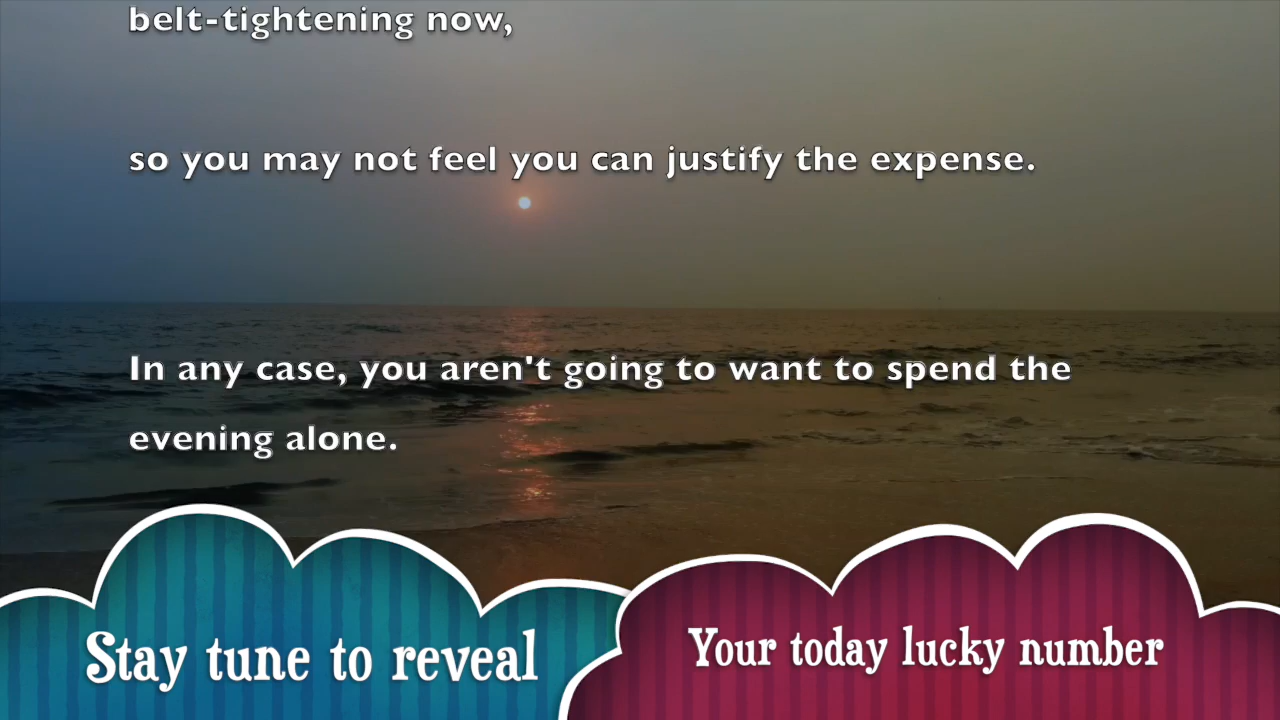 belt-tightening now,
so you may not feel you can justify the expense.
In any case, you aren't going to want to spend the
evening alone.
Stay tune to reveal
Your today lucky number